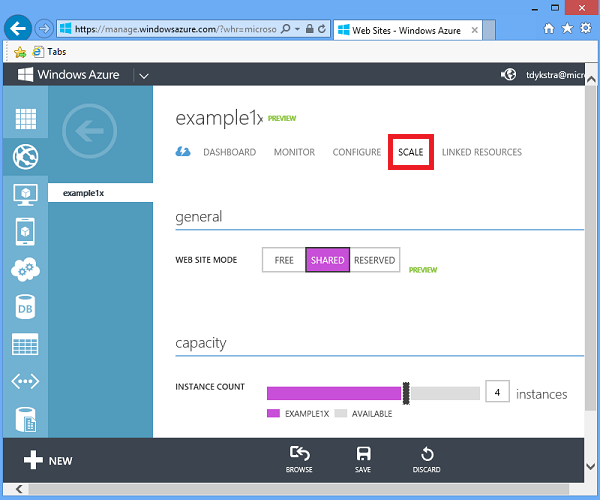 https://manage.windowsazure.com/?whr=microso
Web Sites - Windows Azure
Tabs
Windows Azure
tdykstra@micr
example1x PREVIEW
DASHBOARD MONITOR CONFIGURE SCALE LINKED RESOURCES
example1x
general
WEB SITE MODE FREE SHARED RESERVED PREVIEW
DB
capacity
INSTANCE COUNT 4 instances
EXAMPLE1X AVAILABLE
NEW BROWSE SAVE DISCARD